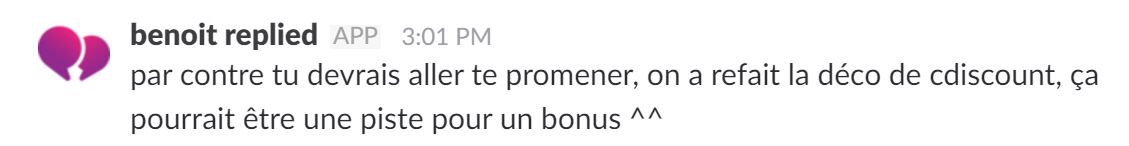 benoit replied APP 3:01 PM
par contre tu devrais aller te promener, on a refait la déco de cdiscount, ça
pourrait être une piste pour un bonus ^^